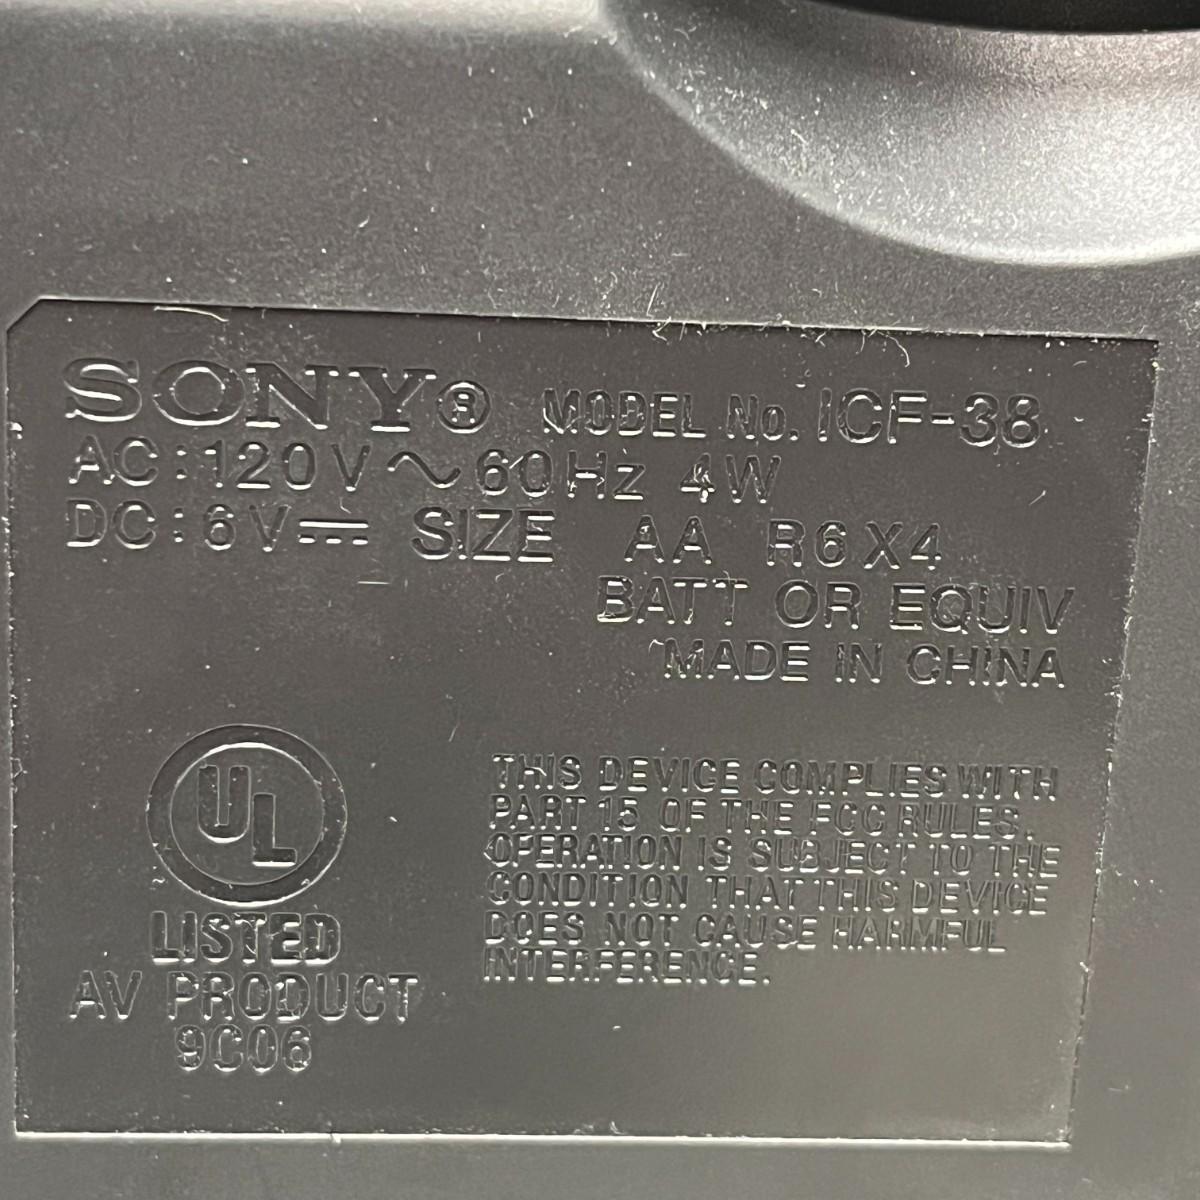 SONY® MODEL No. ICF-38
AC:120V～60Hz 4W
DC:6V⎓ SIZE AA R6X4
BATT OR EQUIV
MADE IN CHINA
UL
LISTED
AV PRODUCT
9C06
THIS DEVICE COMPLIES WITH
PART 15 OF THE FCC RULES.
OPERATION IS SUBJECT TO THE
CONDITION THAT THIS DEVICE
DOES NOT CAUSE HARMFUL
INTERFERENCE.